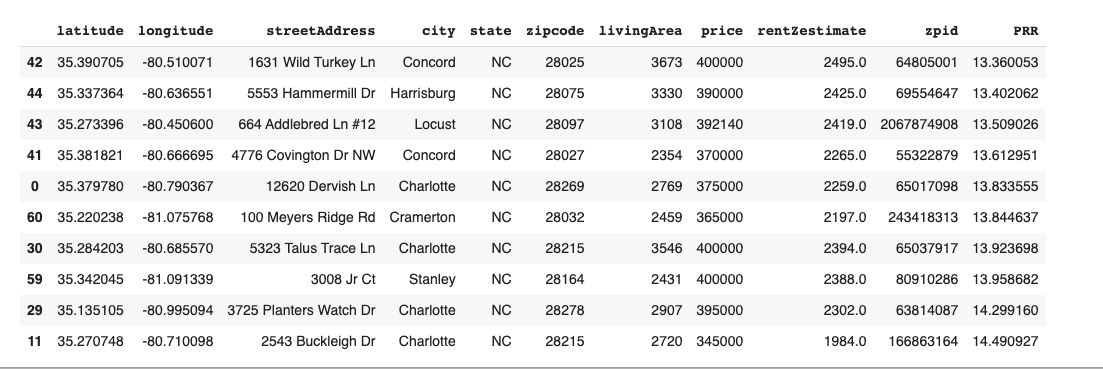 latitude longitude streetAddress city state zipcode livingArea price rentZestimate zpid PRR
42 35.390705 -80.510071 1631 Wild Turkey Ln Concord NC 28025 3673 400000 2495.0 64805001 13.360053
44 35.337364 -80.636551 5553 Hammermill Dr Harrisburg NC 28075 3330 390000 2425.0 69554647 13.402062
43 35.273396 -80.450600 664 Addlebred Ln #12 Locust NC 28097 3108 392140 2419.0 2067874908 13.509026
41 35.381821 -80.666695 4776 Covington Dr NW Concord NC 28027 2354 370000 2265.0 55322879 13.612951
0 35.379780 -80.790367 12620 Dervish Ln Charlotte NC 28269 2769 375000 2259.0 65017098 13.833555
60 35.220238 -81.075768 100 Meyers Ridge Rd Cramerton NC 28032 2459 365000 2197.0 243418313 13.844637
30 35.284203 -80.685570 5323 Talus Trace Ln Charlotte NC 28215 3546 400000 2394.0 65037917 13.923698
59 35.342045 -81.091339 3008 Jr Ct Stanley NC 28164 2431 400000 2388.0 80910286 13.958682
29 35.135105 -80.995094 3725 Planters Watch Dr Charlotte NC 28278 2907 395000 2302.0 63814087 14.299160
11 35.270748 -80.710098 2543 Buckleigh Dr Charlotte NC 28215 2720 345000 1984.0 166863164 14.490927